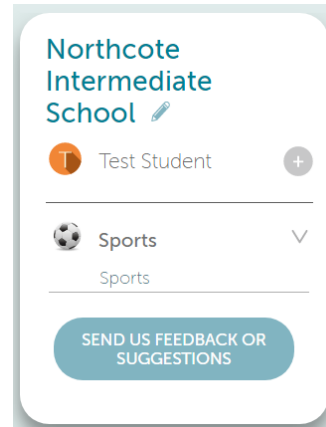 Northcote
Intermediate
School
T
Test Student
+
Sports
Sports
SEND US FEEDBACK OR
SUGGESTIONS